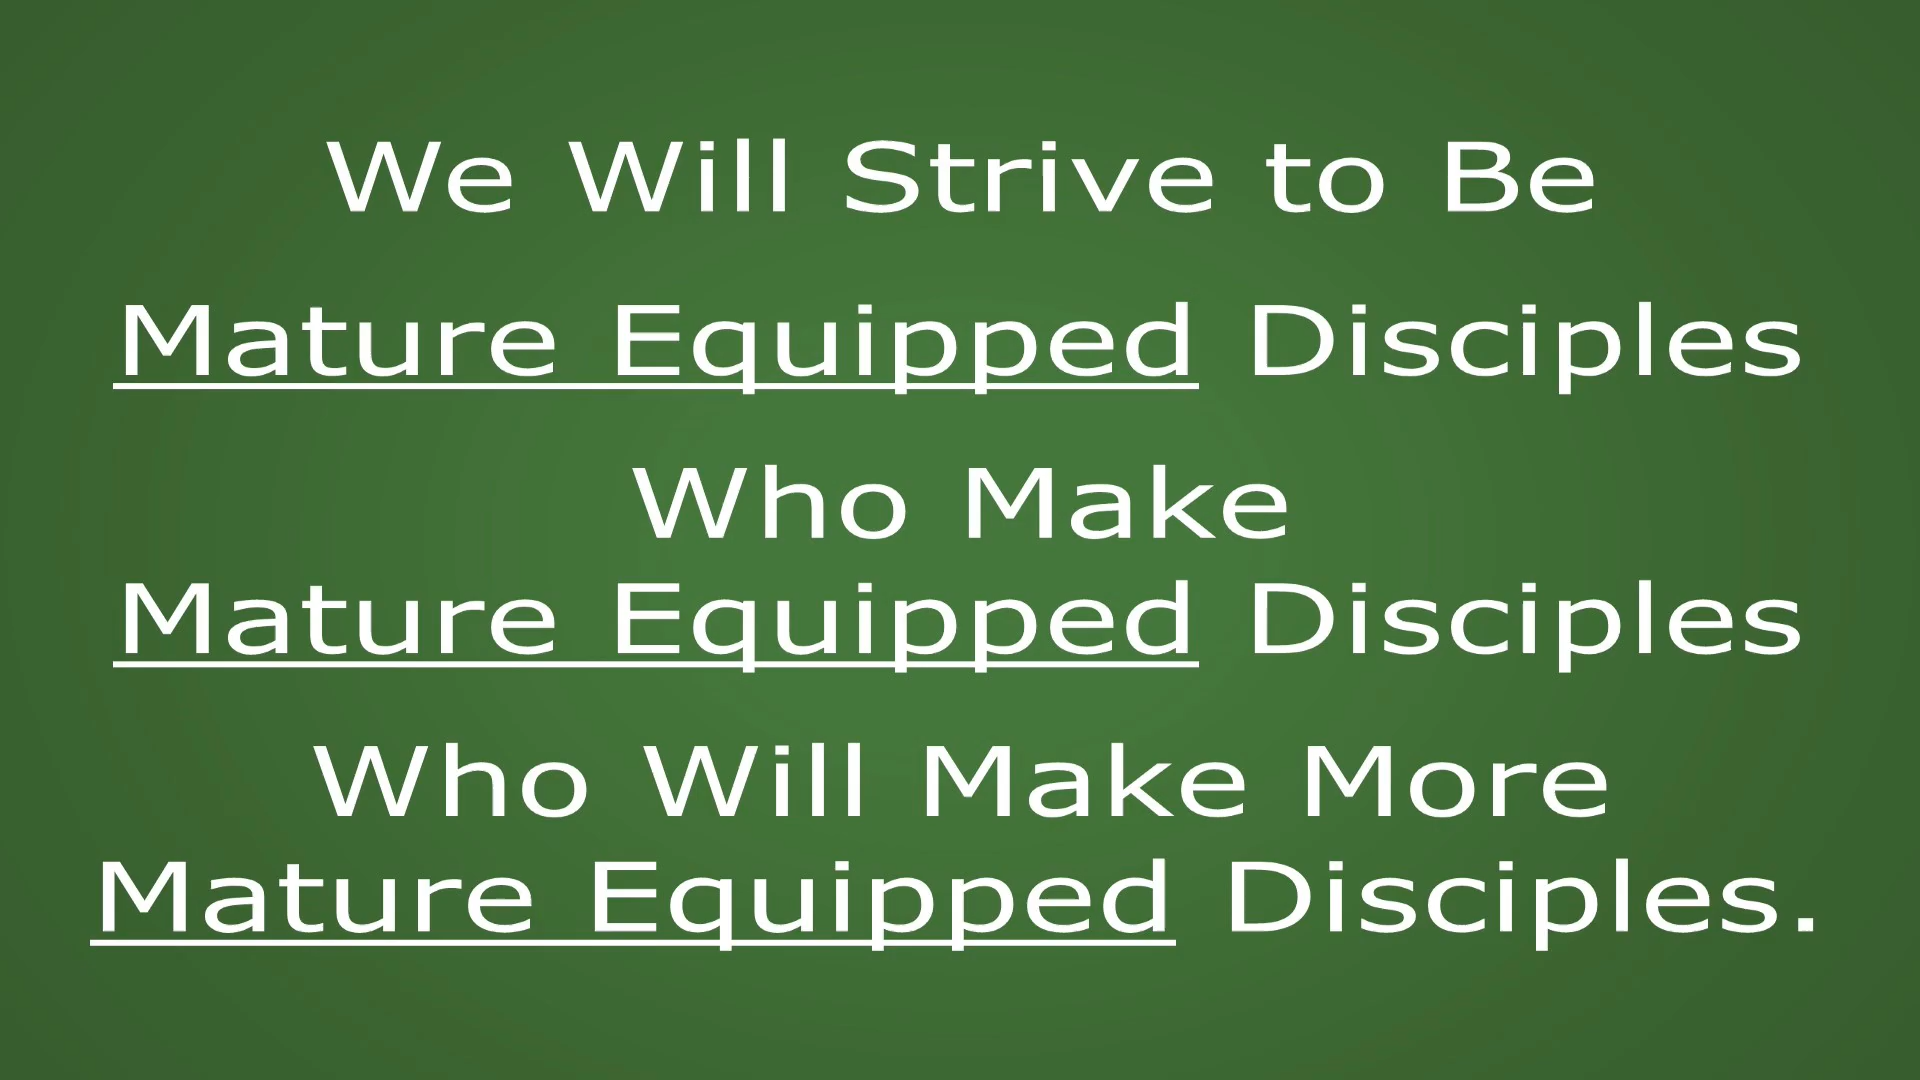 We Will Strive to Be
Mature Equipped Disciples
Who Make
Mature Equipped Disciples
Who Will Make More
Mature Equipped Disciples.